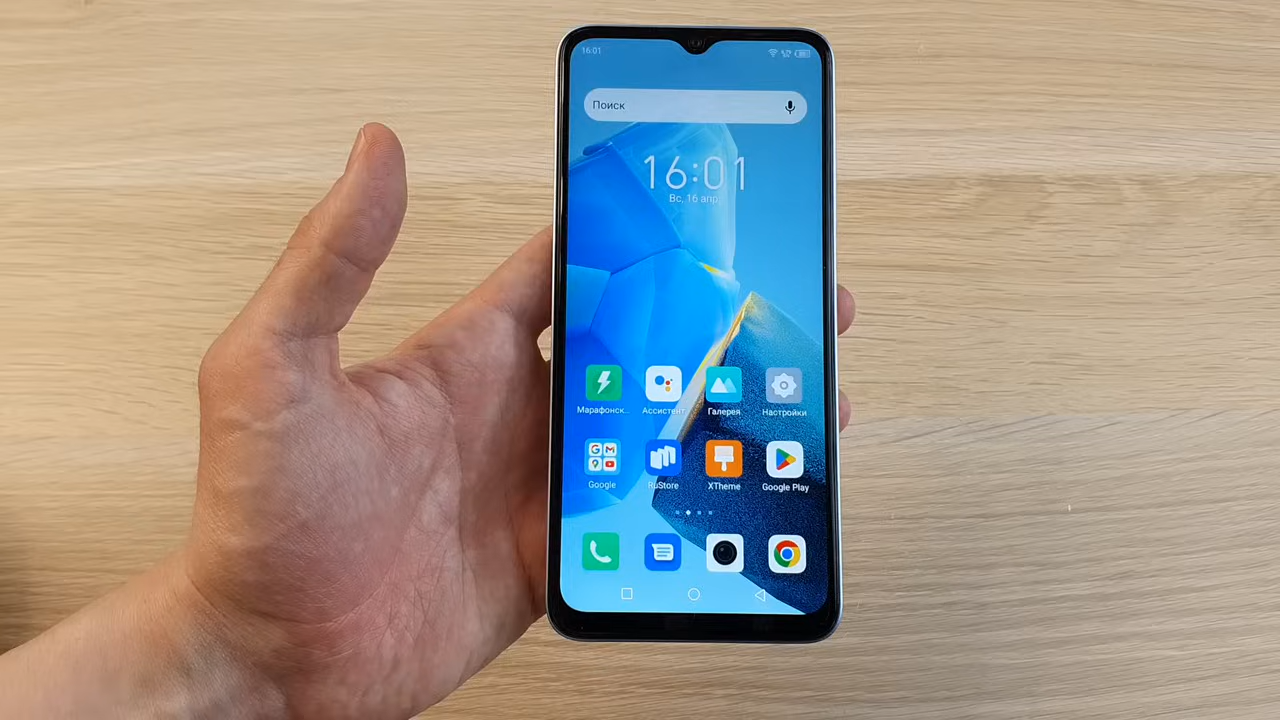 16:01
Поиск
16:01
Вс, 16 апр.
Марафонск..
Ассистент
Галерея
Настройки
Google
RuStore
XTheme
Google Play